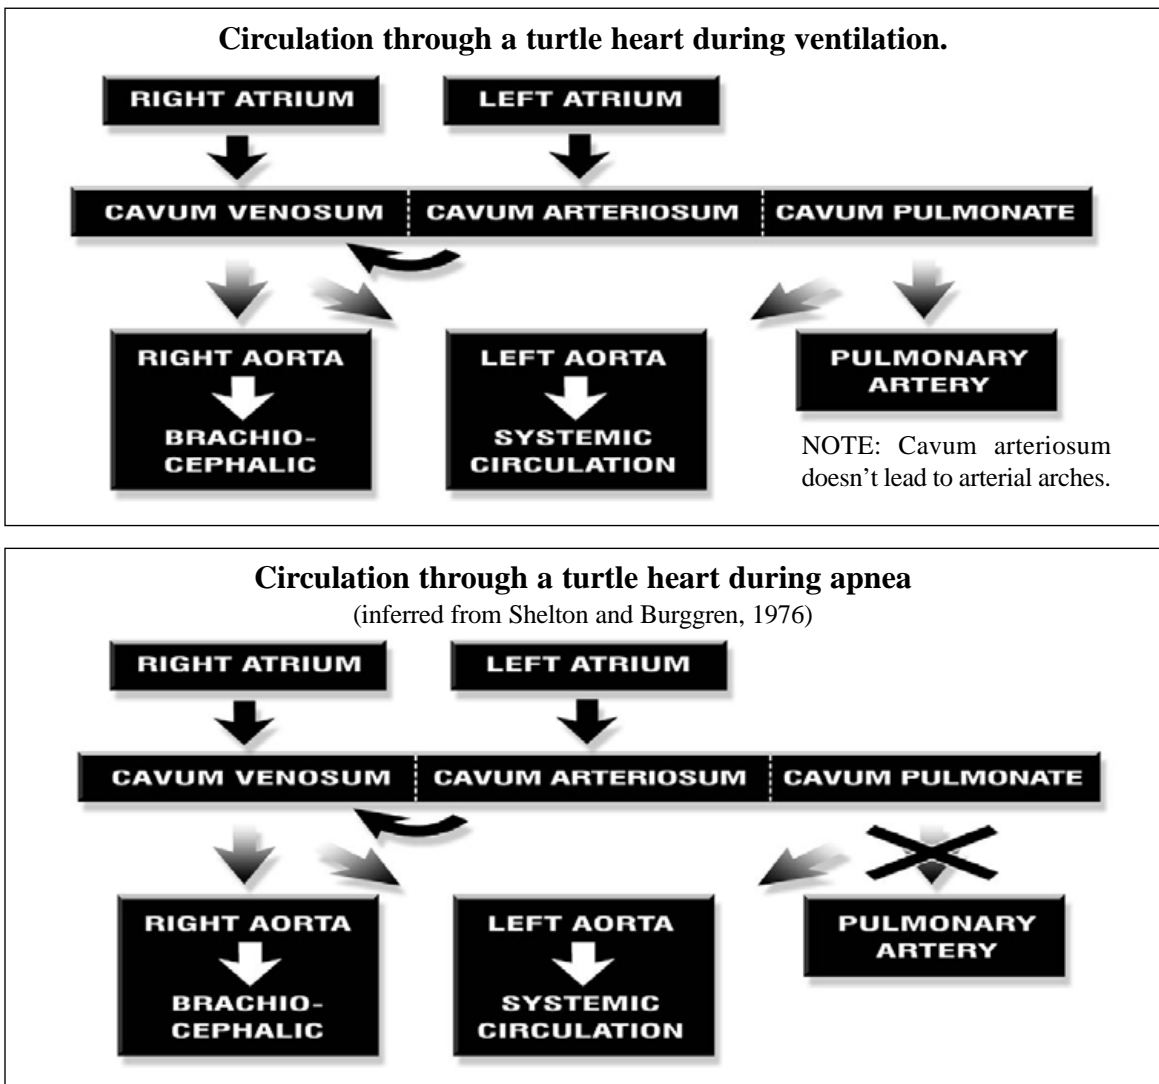 Circulation through a turtle heart during ventilation.
RIGHT ATRIUM
LEFT ATRIUM
CAVUM VENOSUM
CAVUM ARTERIOSUM
CAVUM PULMONATE
RIGHT AORTA
BRACHIO-
CEPHALIC
LEFT AORTA
SYSTEMIC
CIRCULATION
PULMONARY
ARTERY
NOTE: Cavum arteriosum
doesn't lead to arterial arches.
Circulation through a turtle heart during apnea
(inferred from Shelton and Burggren, 1976)
RIGHT ATRIUM
LEFT ATRIUM
CAVUM VENOSUM
CAVUM ARTERIOSUM
CAVUM PULMONATE
RIGHT AORTA
BRACHIO-
CEPHALIC
LEFT AORTA
SYSTEMIC
CIRCULATION
PULMONARY
ARTERY